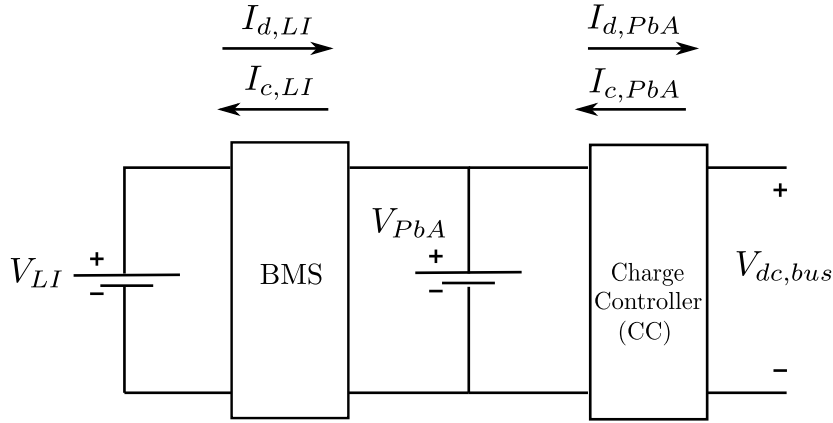 I_{d,LI}
I_{d,PbA}
I_{c,LI}
I_{c,PbA}
V_{LI}
+
−
BMS
V_{PbA}
+
−
Charge
Controller
(CC)
+
V_{dc,bus}
−